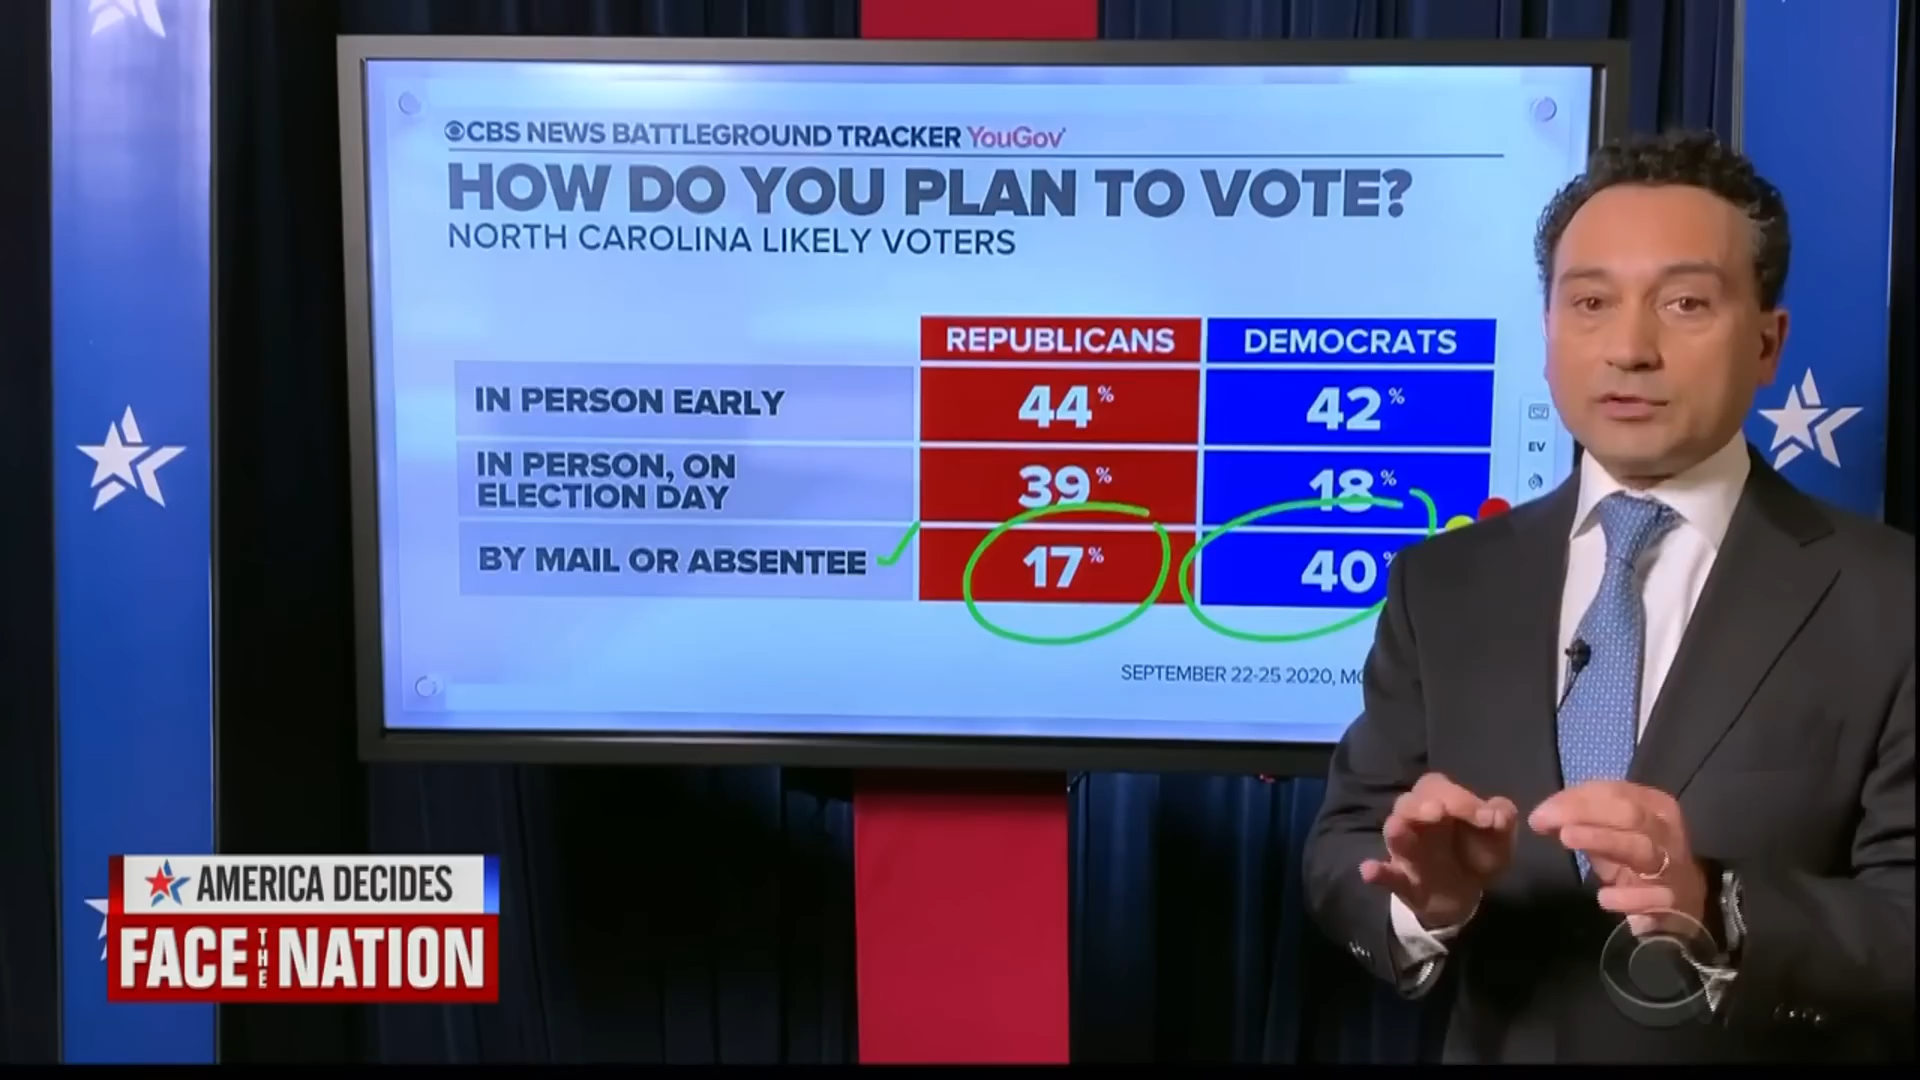 CBS NEWS BATTLEGROUND TRACKER YouGov
HOW DO YOU PLAN TO VOTE?
NORTH CAROLINA LIKELY VOTERS
REPUBLICANS DEMOCRATS
IN PERSON EARLY 44% 42%
IN PERSON, ON
ELECTION DAY 39% 18%
BY MAIL OR ABSENTEE 17% 40%
EV
SEPTEMBER 22-25 2020,
AMERICA DECIDES
FACE THE NATION